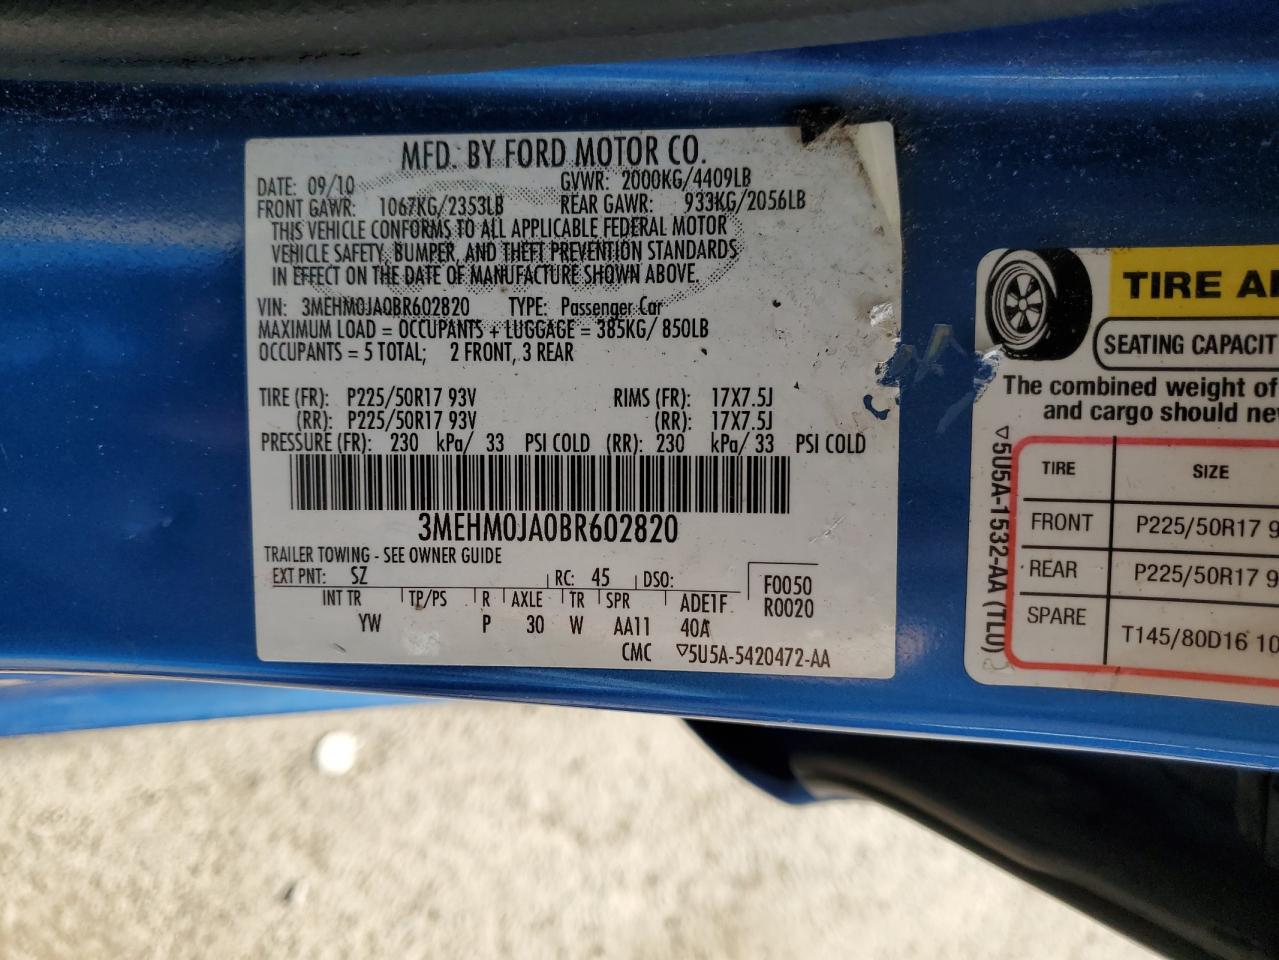 MFD. BY FORD MOTOR CO.
DATE: 09/10 GVWR: 2000KG/4409LB
FRONT GAWR: 1067KG/2353LB REAR GAWR: 933KG/2056LB
THIS VEHICLE CONFORMS TO ALL APPLICABLE FEDERAL MOTOR
VEHICLE SAFETY, BUMPER, AND THEFT PREVENTION STANDARDS
IN EFFECT ON THE DATE OF MANUFACTURE SHOWN ABOVE.
VIN: 3MEHM0JA0BR602820 TYPE: Passenger Car
MAXIMUM LOAD = OCCUPANTS + LUGGAGE = 385KG/ 850LB
OCCUPANTS = 5 TOTAL; 2 FRONT, 3 REAR
TIRE (FR): P225/50R17 93V RIMS (FR): 17X7.5J
(RR): P225/50R17 93V (RR): 17X7.5J
PRESSURE (FR): 230 kPa/ 33 PSI COLD (RR): 230 kPa/ 33 PSI COLD
3MEHM0JA0BR602820
TRAILER TOWING - SEE OWNER GUIDE
EXT PNT: SZ RC: 45 DSO: F0050
INT TR TP/PS R AXLE TR SPR ADE1F R0020
YW P 30 W AA11 40A
CMC ▽5U5A-5420472-AA
TIRE A
SEATING CAPACIT
The combined weight of
and cargo should nev
TIRE SIZE
FRONT P225/50R17 9
REAR P225/50R17 9
SPARE T145/80D16 10
▽5U5A-1532-AA (TLU)